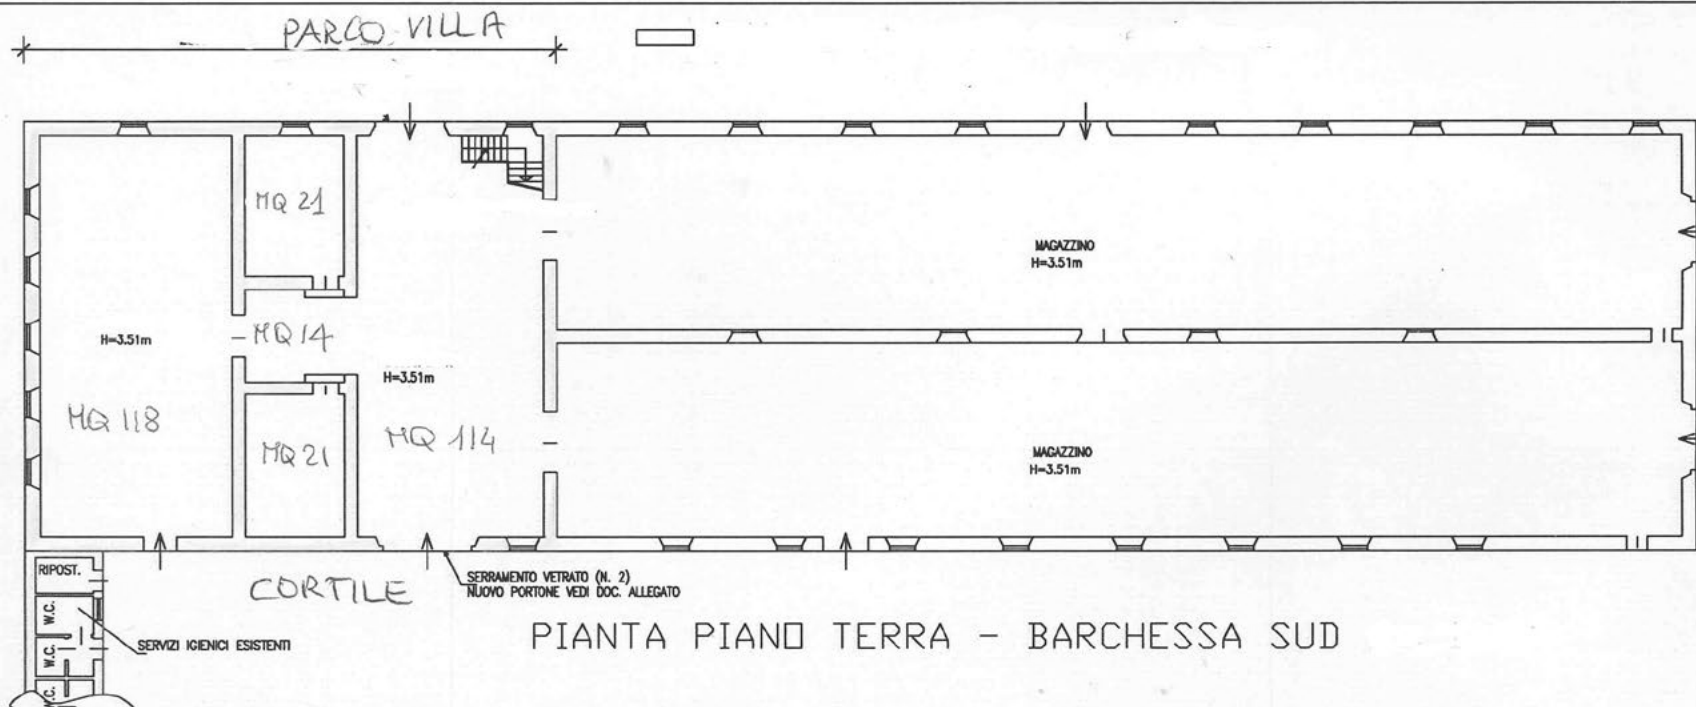 PARCO VILLA
MQ 21
MAGAZZINO
H=3.51m
H=3.51m
MQ 14
H=3.51m
MQ 118
MQ 114
MQ 21
MAGAZZINO
H=3.51m
RIPOST.
CORTILE
SERRAMENTO VETRATO (N. 2)
NUOVO PORTONE VEDI DOC. ALLEGATO
W.C.
SERVIZI IGIENICI ESISTENTI
PIANTA PIANO TERRA - BARCHESSA SUD
W.C.
W.C.